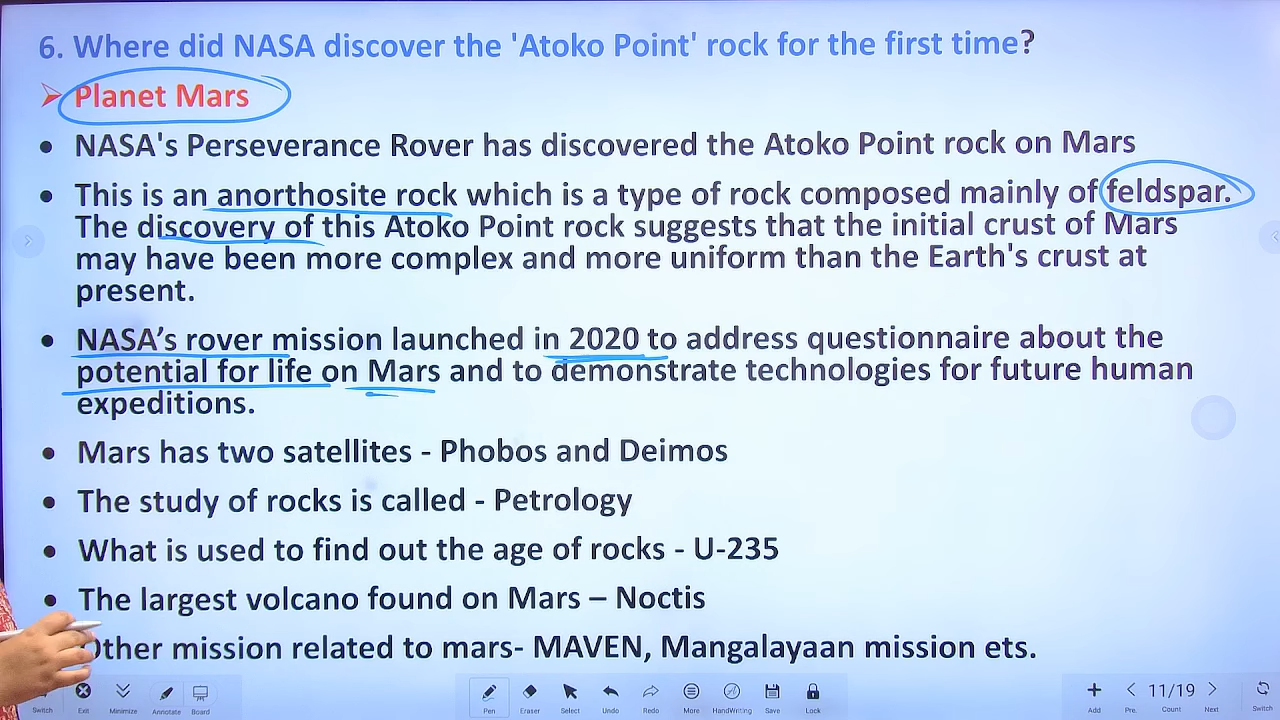 6. Where did NASA discover the 'Atoko Point' rock for the first time?
Planet Mars
• NASA's Perseverance Rover has discovered the Atoko Point rock on Mars
• This is an anorthosite rock which is a type of rock composed mainly of feldspar.
The discovery of this Atoko Point rock suggests that the initial crust of Mars
may have been more complex and more uniform than the Earth's crust at
present.
• NASA’s rover mission launched in 2020 to address questionnaire about the
potential for life on Mars and to demonstrate technologies for future human
expeditions.
• Mars has two satellites - Phobos and Deimos
• The study of rocks is called - Petrology
• What is used to find out the age of rocks - U-235
• The largest volcano found on Mars – Noctis
Other mission related to mars- MAVEN, Mangalayaan mission ets.
Switch Exit Minimize Annotate Board Pen Eraser Select Undo Redo More HandWriting Save Lock Add Pre. 11/19 Count Next Switch